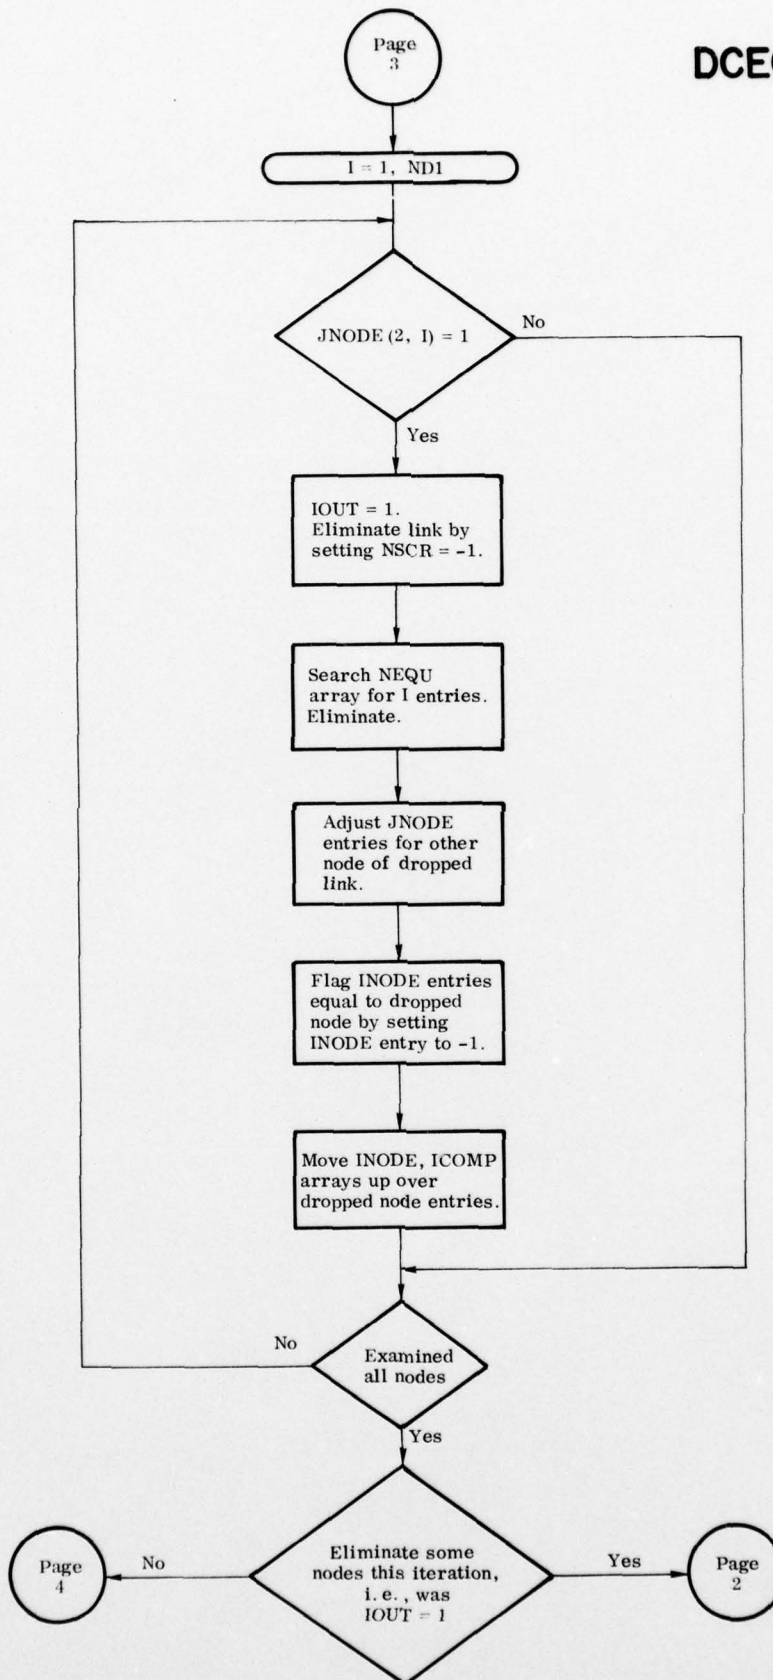 Page
3
DCE
I = 1, ND1
JNODE (2, I) = 1
No
Yes
IOUT = 1.
Eliminate link by
setting NSCR = -1.
Search NEQU
array for I entries.
Eliminate.
Adjust JNODE
entries for other
node of dropped
link.
Flag INODE entries
equal to dropped
node by setting
INODE entry to -1.
Move INODE, ICOMP
arrays up over
dropped node entries.
No
Examined
all nodes
Yes
Page
4
No
Eliminate some
nodes this iteration,
i. e. , was
IOUT = 1
Yes
Page
2